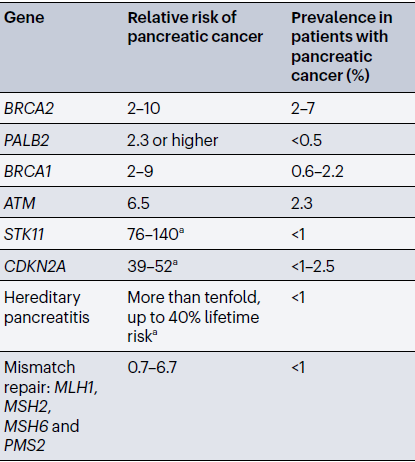 Gene Relative risk of pancreatic cancer Prevalence in patients with pancreatic cancer (%)
BRCA2 2–10 2–7
PALB2 2.3 or higher <0.5
BRCA1 2–9 0.6–2.2
ATM 6.5 2.3
STK11 76–140ᵃ <1
CDKN2A 39–52ᵃ <1–2.5
Hereditary pancreatitis More than tenfold, up to 40% lifetime riskᵃ <1
Mismatch repair: MLH1, MSH2, MSH6 and PMS2 0.7–6.7 <1